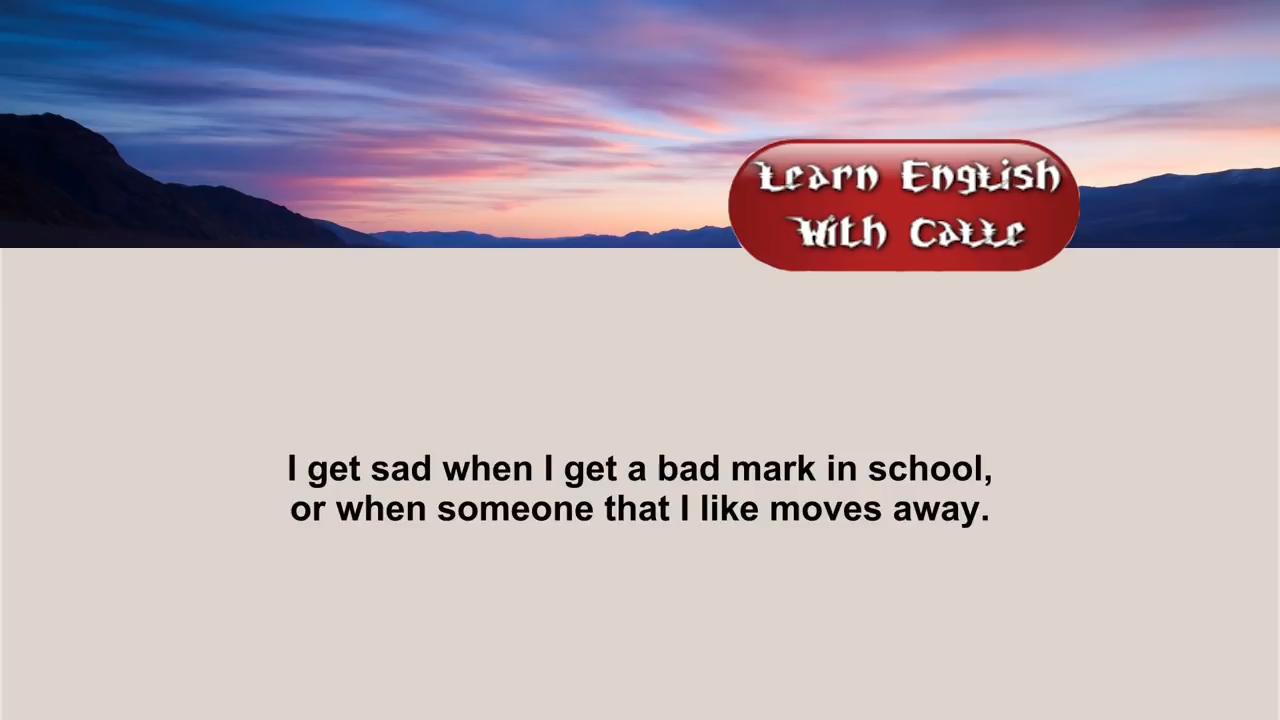 Learn English
With Calle
I get sad when I get a bad mark in school,
or when someone that I like moves away.